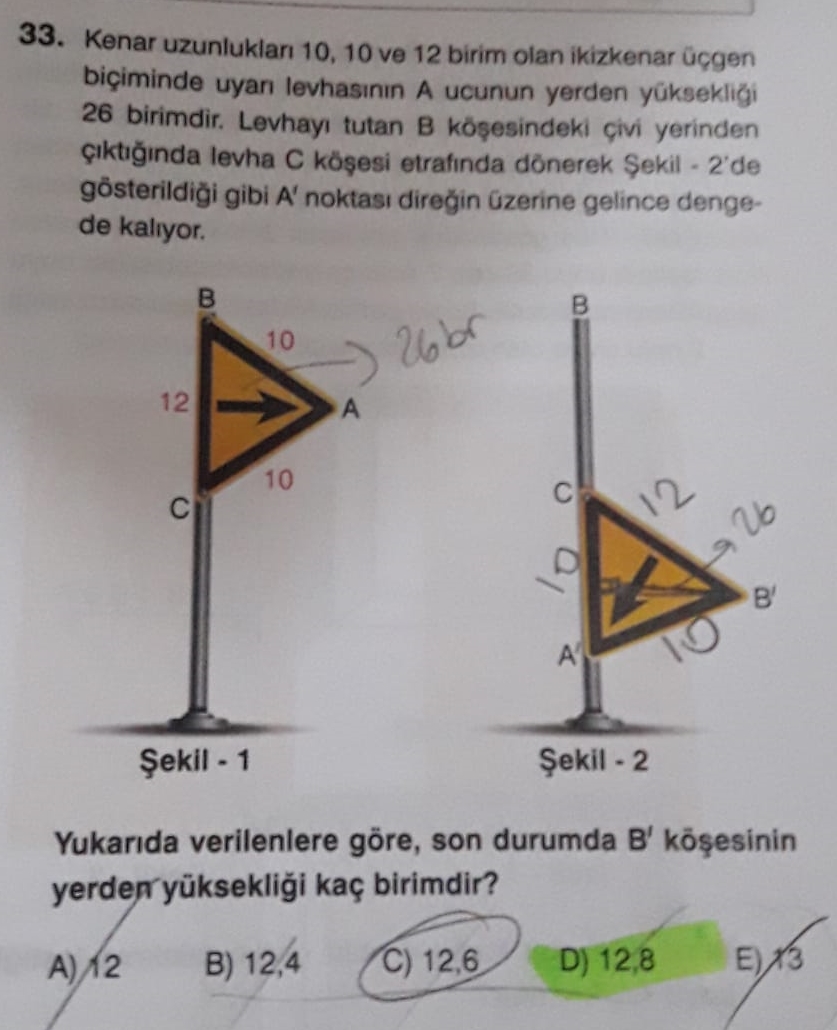 33. Kenar uzunlukları 10, 10 ve 12 birim olan ikizkenar üçgen
biçiminde uyarı levhasının A ucunun yerden yüksekliği
26 birimdir. Levhayı tutan B köşesindeki çivi yerinden
çıktığında levha C köşesi etrafında dönerek Şekil - 2'de
gösterildiği gibi A' noktası direğin üzerine gelince denge-
de kalıyor.
B
10
26br
12
A
10
C
Şekil - 1
B
C
12
26
10
B'
A'
10
Şekil - 2
Yukarıda verilenlere göre, son durumda B' köşesinin
yerden yüksekliği kaç birimdir?
A) 12 B) 12,4 C) 12,6 D) 12,8 E) 13